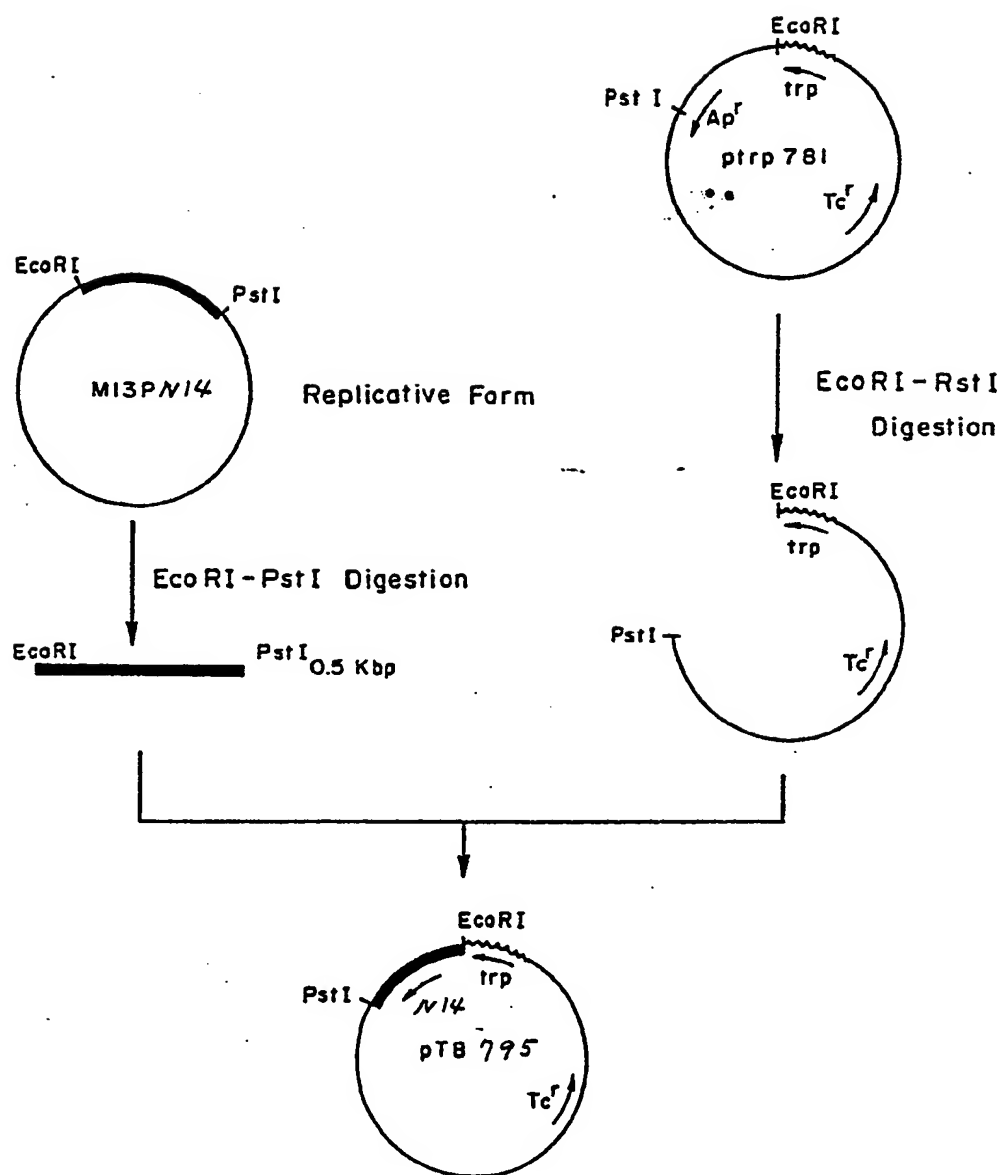 EcoRI
trp
Pst I
Apr
ptrp 781
Tcr
EcoRI
PstI
M13PN14
Replicative Form
EcoRI-RstI
Digestion
EcoRI-PstI Digestion
EcoRI
PstI
0.5 Kbp
EcoRI
trp
PstI
Tcr
EcoRI
trp
PstI
N14
pTB 795
Tcr